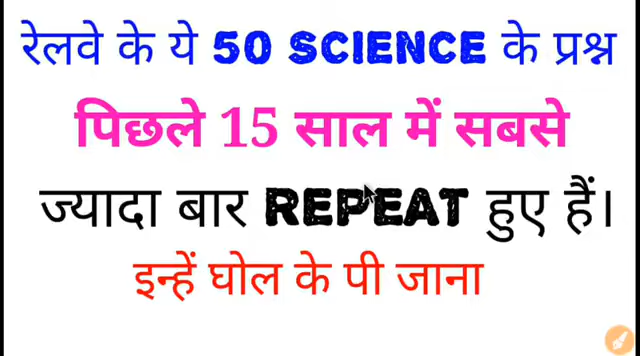 रेलवे के ये 50 SCIENCE के प्रश्न
पिछले 15 साल में सबसे
ज्यादा बार REPEAT हुए हैं।
इन्हें घोल के पी जाना